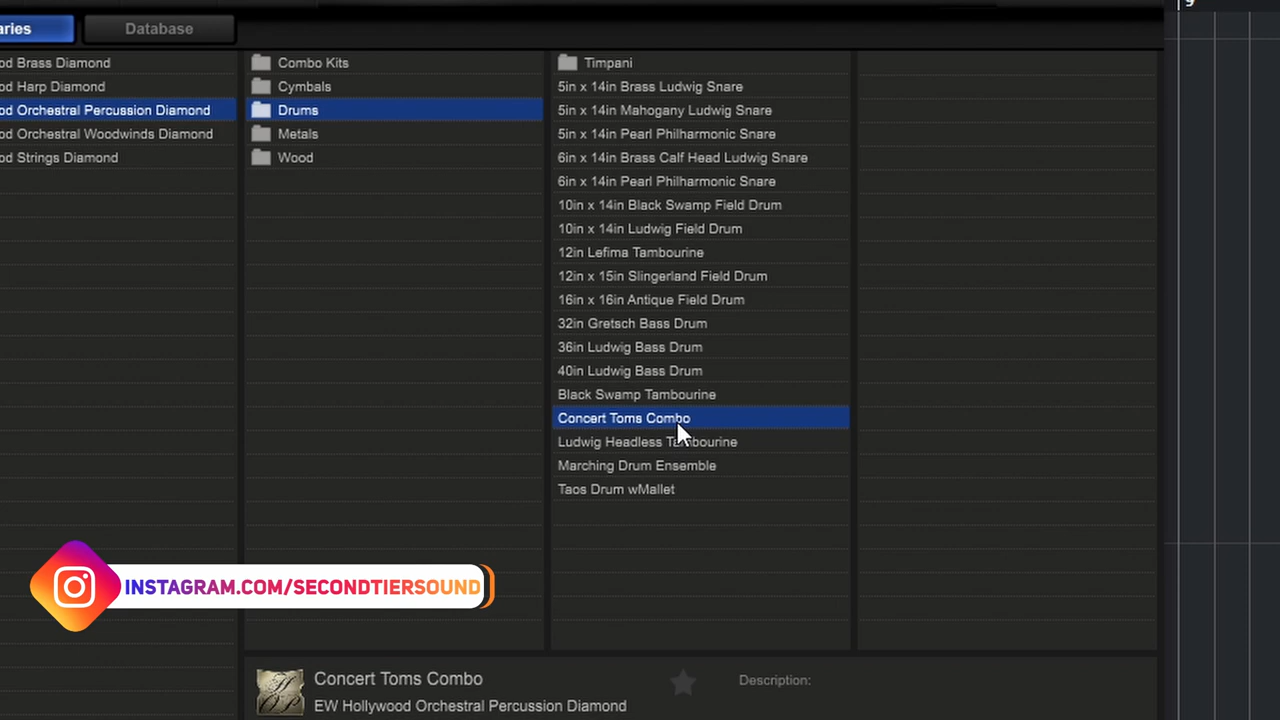 9
aries
Database
od Brass Diamond
od Harp Diamond
od Orchestral Percussion Diamond
od Orchestral Woodwinds Diamond
od Strings Diamond
Combo Kits
Cymbals
Drums
Metals
Wood
Timpani
5in x 14in Brass Ludwig Snare
5in x 14in Mahogany Ludwig Snare
5in x 14in Pearl Philharmonic Snare
6in x 14in Brass Calf Head Ludwig Snare
6in x 14in Pearl Philharmonic Snare
10in x 14in Black Swamp Field Drum
10in x 14in Ludwig Field Drum
12in Lefima Tambourine
12in x 15in Slingerland Field Drum
16in x 16in Antique Field Drum
32in Gretsch Bass Drum
36in Ludwig Bass Drum
40in Ludwig Bass Drum
Black Swamp Tambourine
Concert Toms Combo
Ludwig Headless Tambourine
Marching Drum Ensemble
Taos Drum wMallet
INSTAGRAM.COM/SECONDTIERSOUND
Concert Toms Combo
EW Hollywood Orchestral Percussion Diamond
Description: